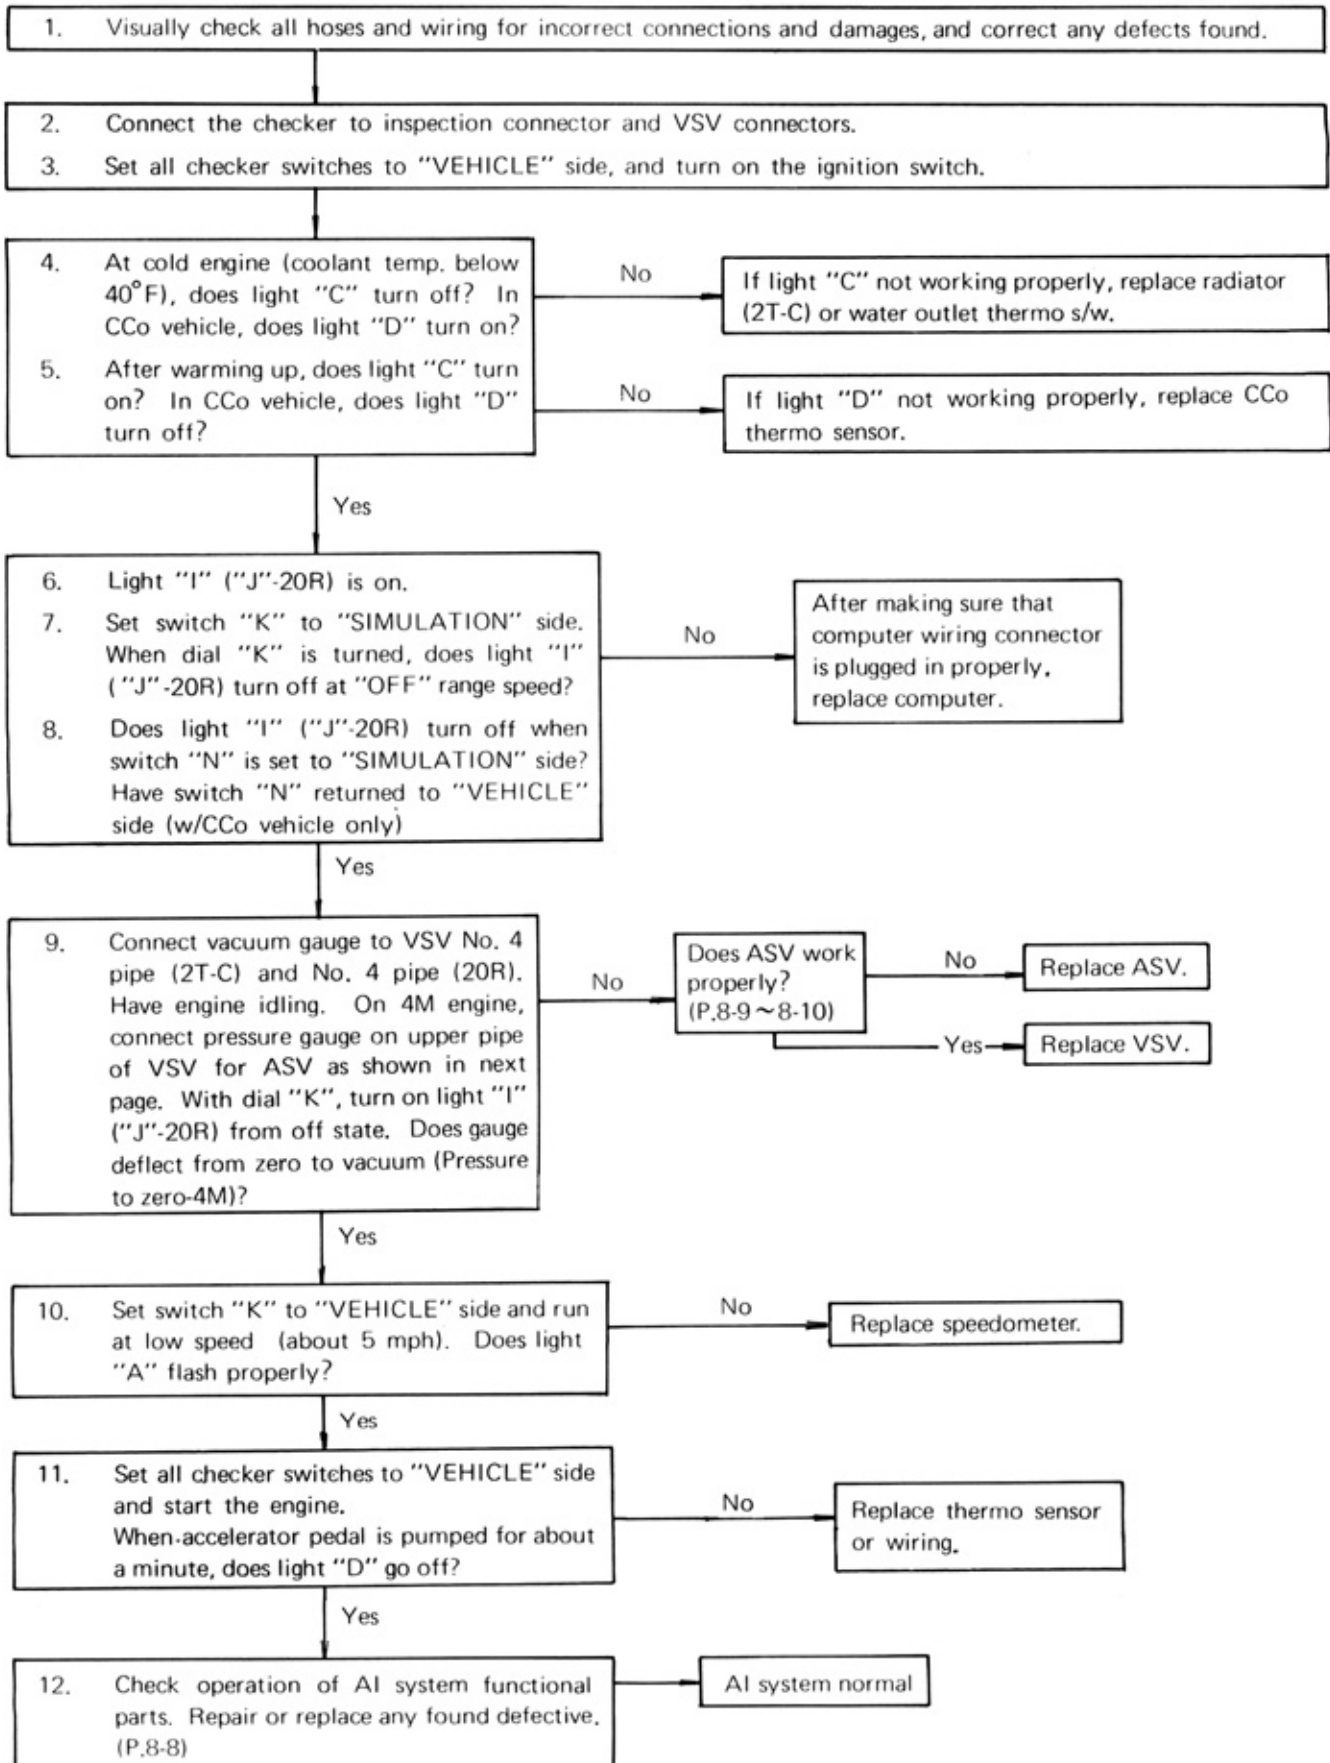 1. Visually check all hoses and wiring for incorrect connections and damages, and correct any defects found.
2. Connect the checker to inspection connector and VSV connectors.
3. Set all checker switches to "VEHICLE" side, and turn on the ignition switch.
4. At cold engine (coolant temp. below
40°F), does light "C" turn off? In
CCo vehicle, does light "D" turn on?
5. After warming up, does light "C" turn
on? In CCo vehicle, does light "D"
turn off?
No
If light "C" not working properly, replace radiator
(2T-C) or water outlet thermo s/w.
No
If light "D" not working properly, replace CCo
thermo sensor.
Yes
6. Light "I" ("J"-20R) is on.
7. Set switch "K" to "SIMULATION" side.
When dial "K" is turned, does light "I"
("J"-20R) turn off at "OFF" range speed?
8. Does light "I" ("J"-20R) turn off when
switch "N" is set to "SIMULATION" side?
Have switch "N" returned to "VEHICLE"
side (w/CCo vehicle only)
No
After making sure that
computer wiring connector
is plugged in properly,
replace computer.
Yes
9. Connect vacuum gauge to VSV No. 4
pipe (2T-C) and No. 4 pipe (20R).
Have engine idling. On 4M engine,
connect pressure gauge on upper pipe
of VSV for ASV as shown in next
page. With dial "K", turn on light "I"
("J"-20R) from off state. Does gauge
deflect from zero to vacuum (Pressure
to zero-4M)?
No
Does ASV work
properly?
(P.8-9~8-10)
No
Replace ASV.
Yes
Replace VSV.
Yes
10. Set switch "K" to "VEHICLE" side and run
at low speed (about 5 mph). Does light
"A" flash properly?
No
Replace speedometer.
Yes
11. Set all checker switches to "VEHICLE" side
and start the engine.
When accelerator pedal is pumped for about
a minute, does light "D" go off?
No
Replace thermo sensor
or wiring.
Yes
12. Check operation of AI system functional
parts. Repair or replace any found defective.
(P.8-8)
AI system normal